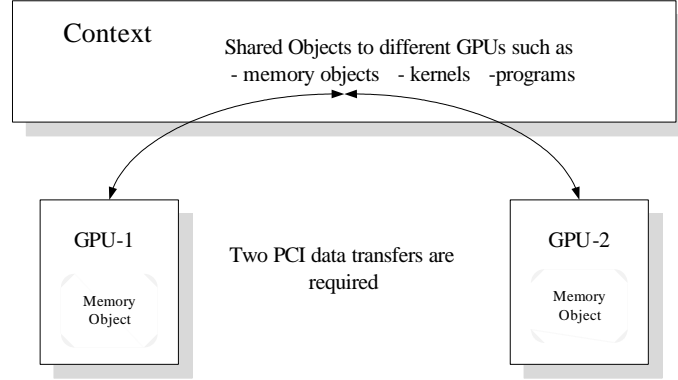 Context
Shared Objects to different GPUs such as
- memory objects - kernels -programs
GPU-1
Memory
Object
Two PCI data transfers are
required
GPU-2
Memory
Object